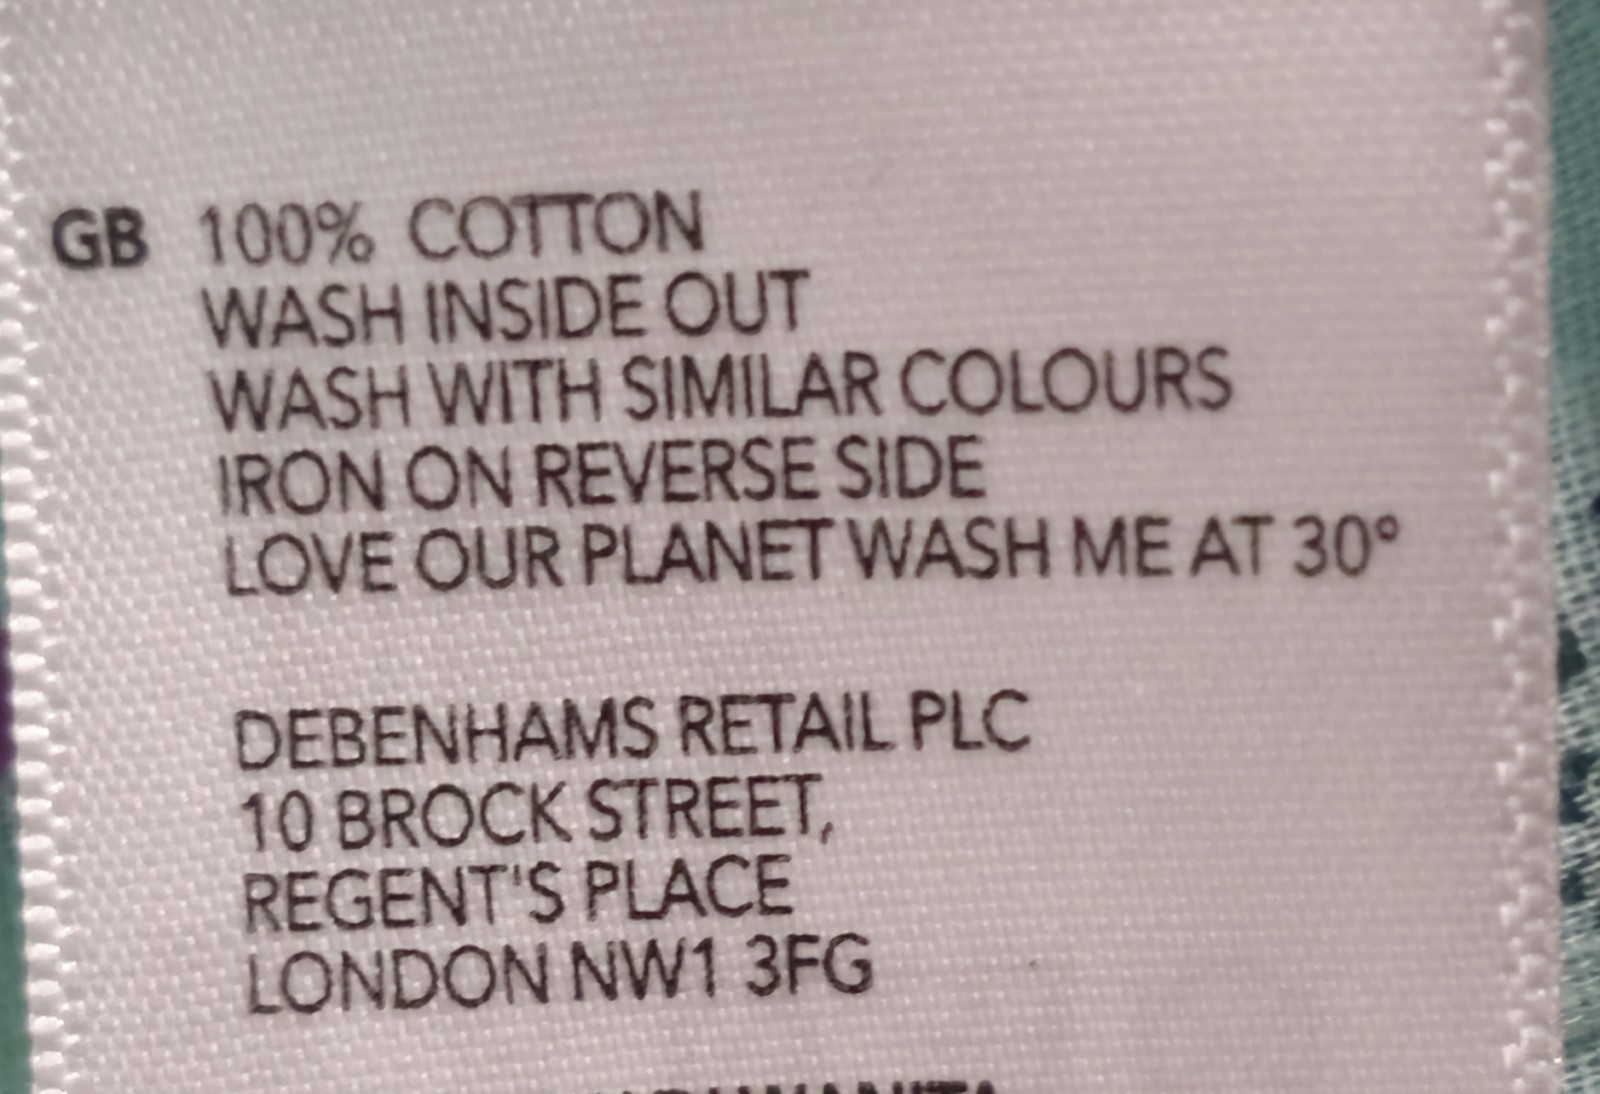 GB 100% COTTON
WASH INSIDE OUT
WASH WITH SIMILAR COLOURS
IRON ON REVERSE SIDE
LOVE OUR PLANET WASH ME AT 30°
DEBENHAMS RETAIL PLC
10 BROCK STREET,
REGENT'S PLACE
LONDON NW1 3FG